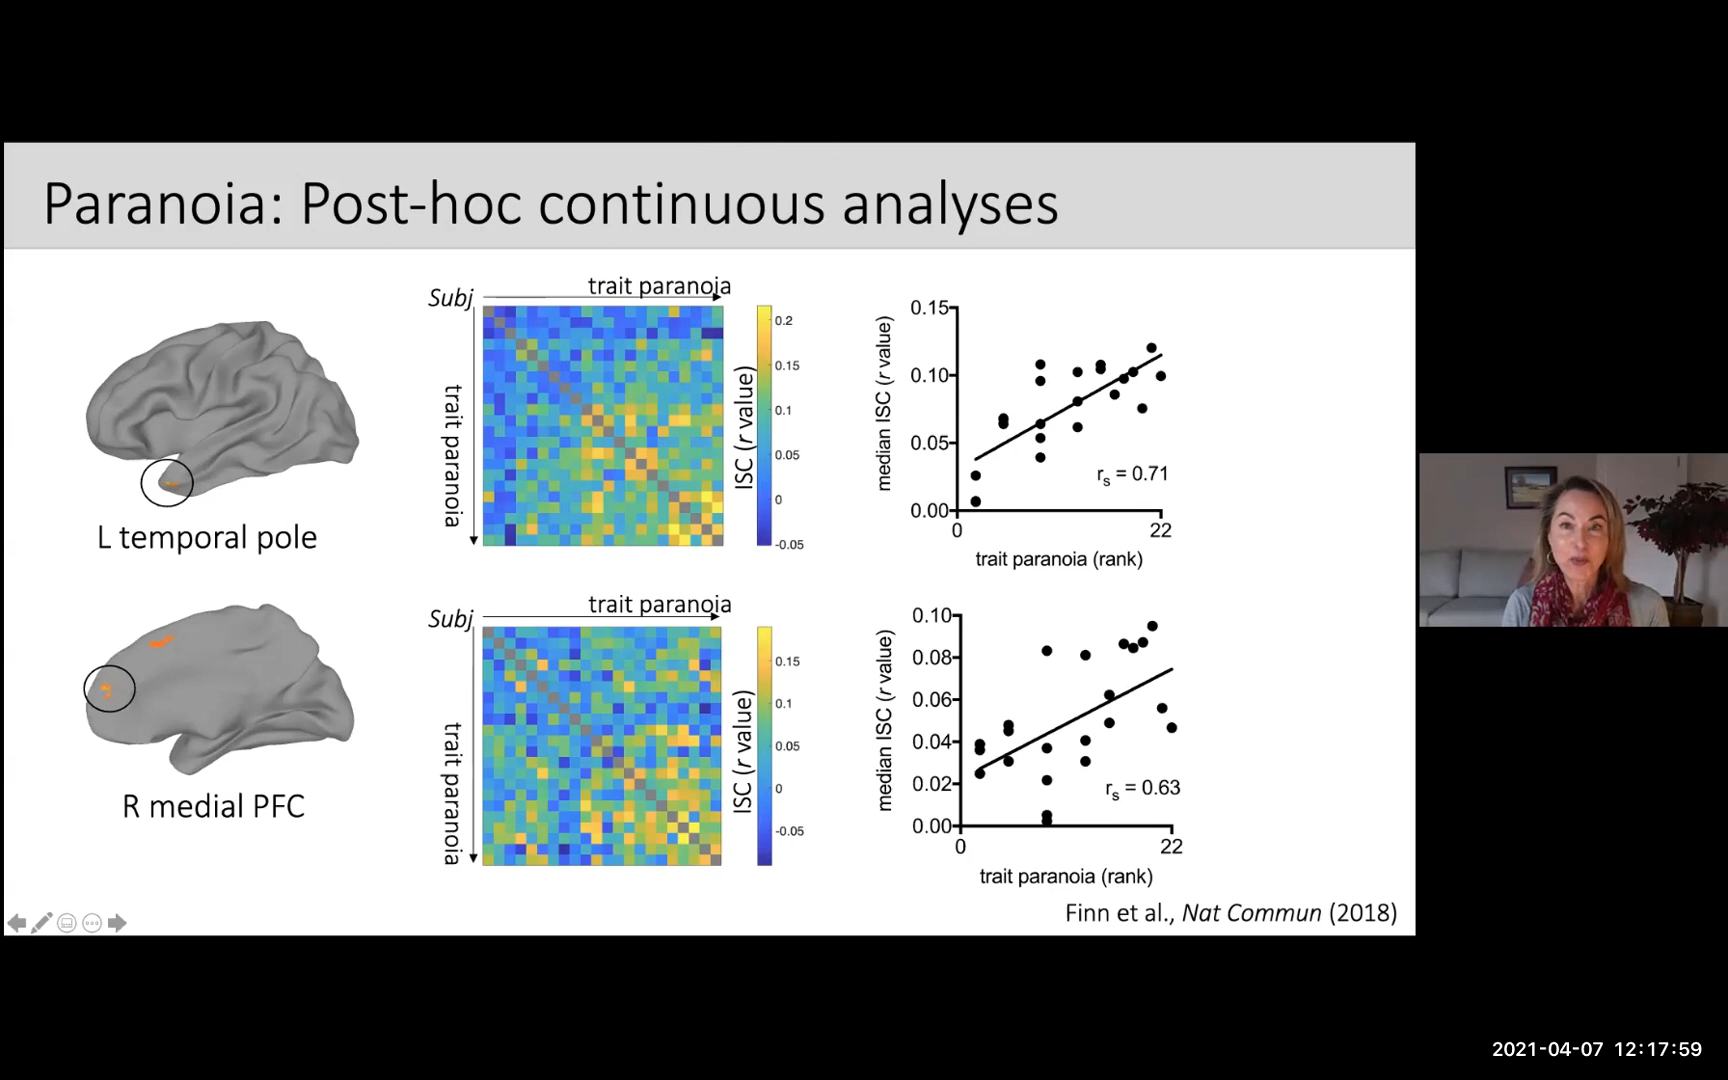 Paranoia: Post-hoc continuous analyses
L temporal pole
Subj
trait paranoia
trait paranoia
0.2
0.15
0.1
0.05
0
-0.05
ISC (r value)
0.15
0.10
0.05
0.00
median ISC (r value)
rs = 0.71
0
22
trait paranoia (rank)
R medial PFC
Subj
trait paranoia
trait paranoia
0.15
0.1
0.05
0
-0.05
ISC (r value)
0.10
0.08
0.06
0.04
0.02
0.00
median ISC (r value)
rs = 0.63
0
22
trait paranoia (rank)
Finn et al., Nat Commun (2018)
2021-04-07 12:17:59